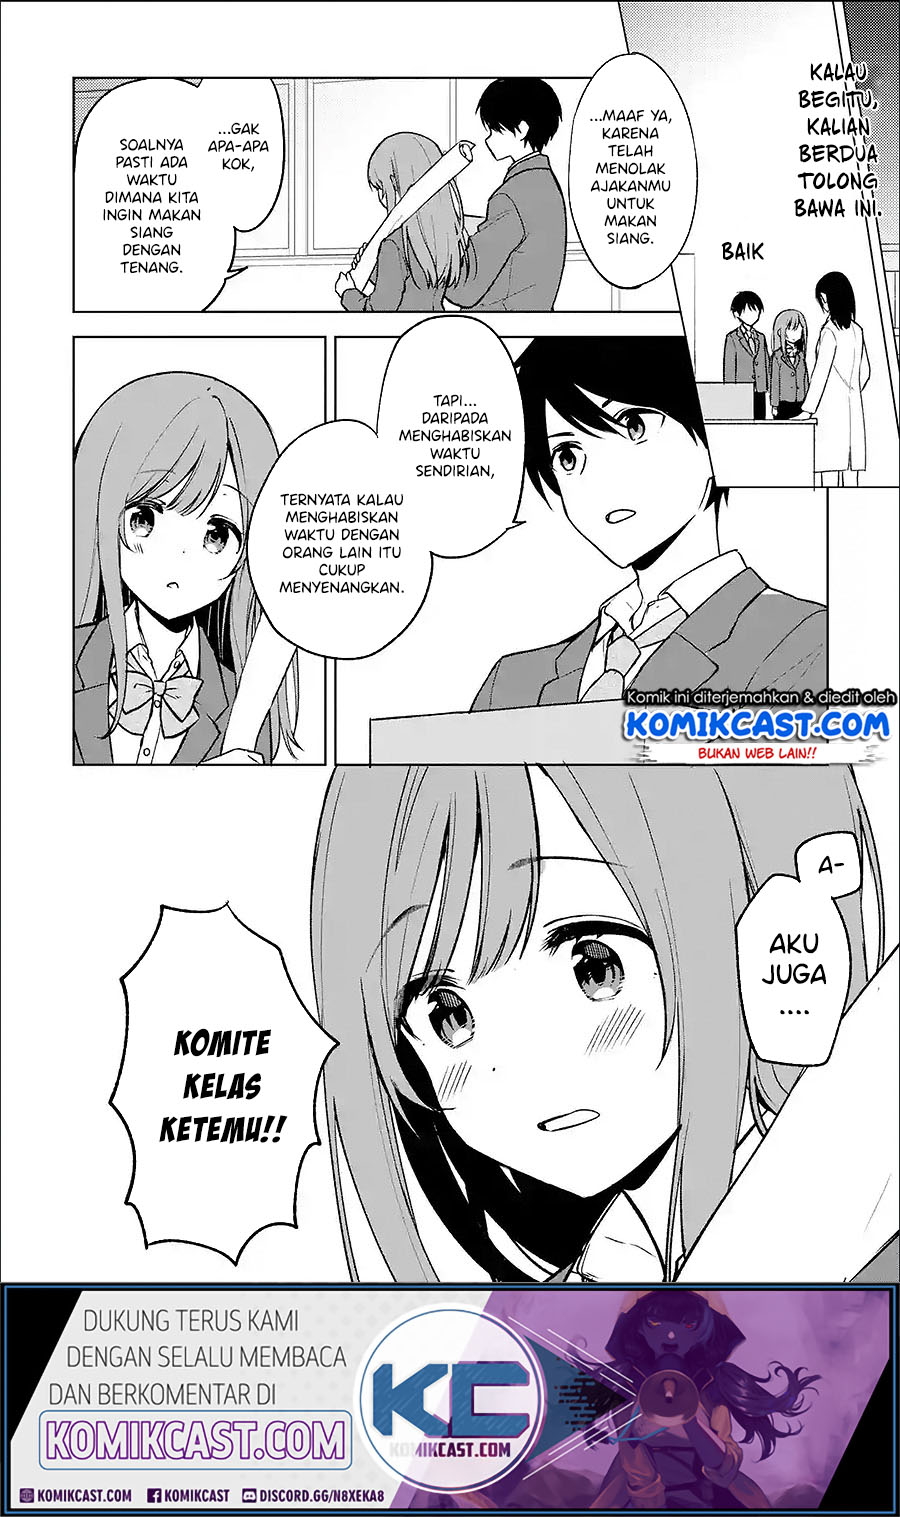 KALAU
BEGITU,
KALIAN
BERDUA
TOLONG
BAWA INI.
BAIK
...MAAF YA,
KARENA
TELAH
MENOLAK
AJAKANMU
UNTUK
MAKAN
SIANG.
...GAK
APA-APA
KOK,
SOALNYA
PASTI ADA
WAKTU
DIMANA KITA
INGIN MAKAN
SIANG
DENGAN
TENANG.
TAPI...
DARIPADA
MENGHABISKAN
WAKTU
SENDIRIAN,
TERNYATA KALAU
MENGHABISKAN
WAKTU DENGAN
ORANG LAIN ITU
CUKUP
MENYENANGKAN.
Komik ini diterjemahkan & diedit oleh
KOMIKCAST.COM
BUKAN WEB LAIN!!
A-
AKU
JUGA
....
KOMITE
KELAS
KETEMU!!
DUKUNG TERUS KAMI
DENGAN SELALU MEMBACA
DAN BERKOMENTAR DI
KOMIKCAST.COM
KC
KOMIKCAST.COM
KOMIKCAST.COM KOMIKCAST DISCORD.GG/N8XEKA8